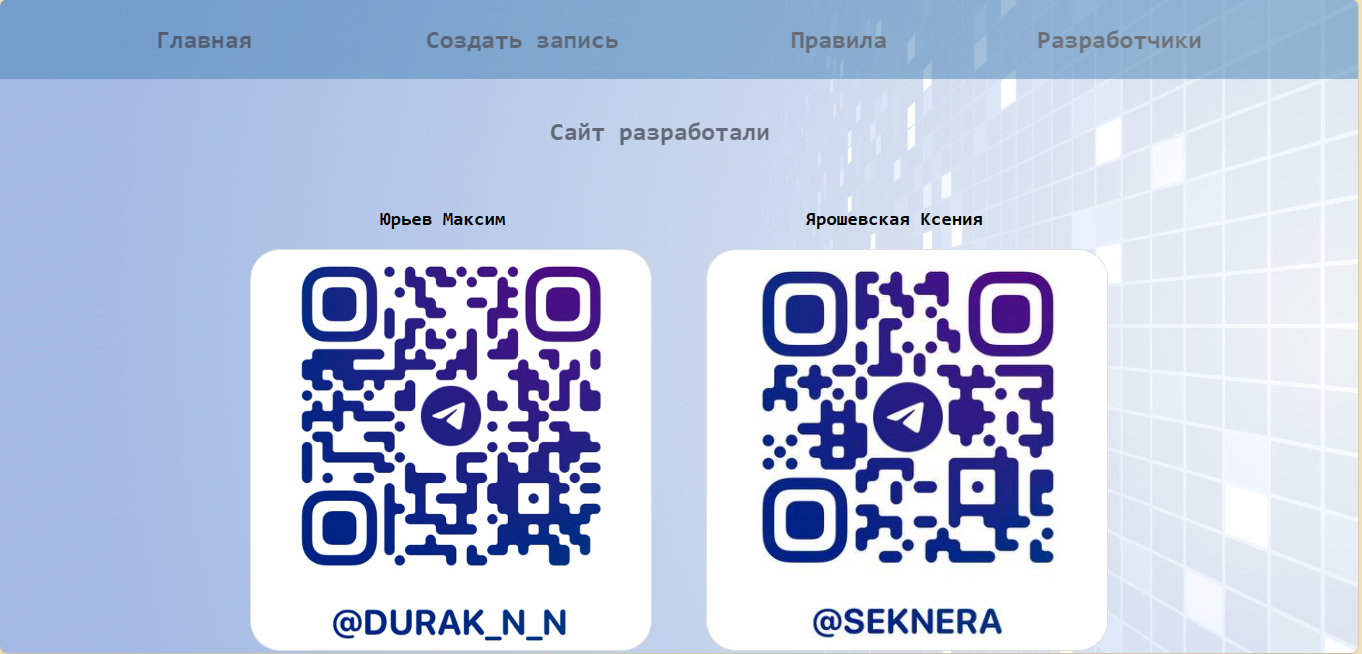 Главная Создать запись Правила Разработчики
Сайт разработали
Юрьев Максим Ярошевская Ксения
@DURAK_N_N @SEKNERA